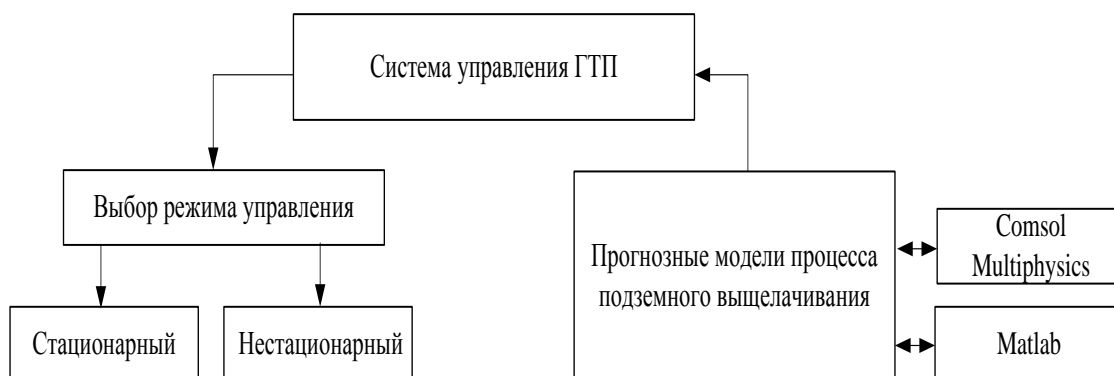 Система управления ГТП
Выбор режима управления
Стационарный
Нестационарный
Прогнозные модели процесса
подземного выщелачивания
Comsol
Multiphysics
Matlab